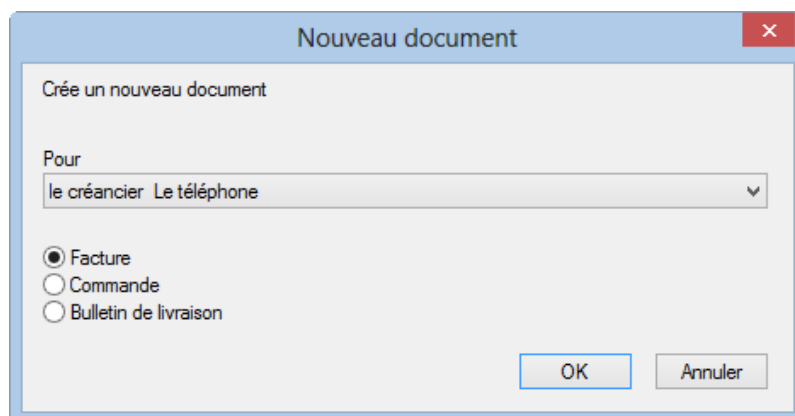 Nouveau document
Crée un nouveau document
Pour
le créancier  Le téléphone
Facture
Commande
Bulletin de livraison
OK
Annuler